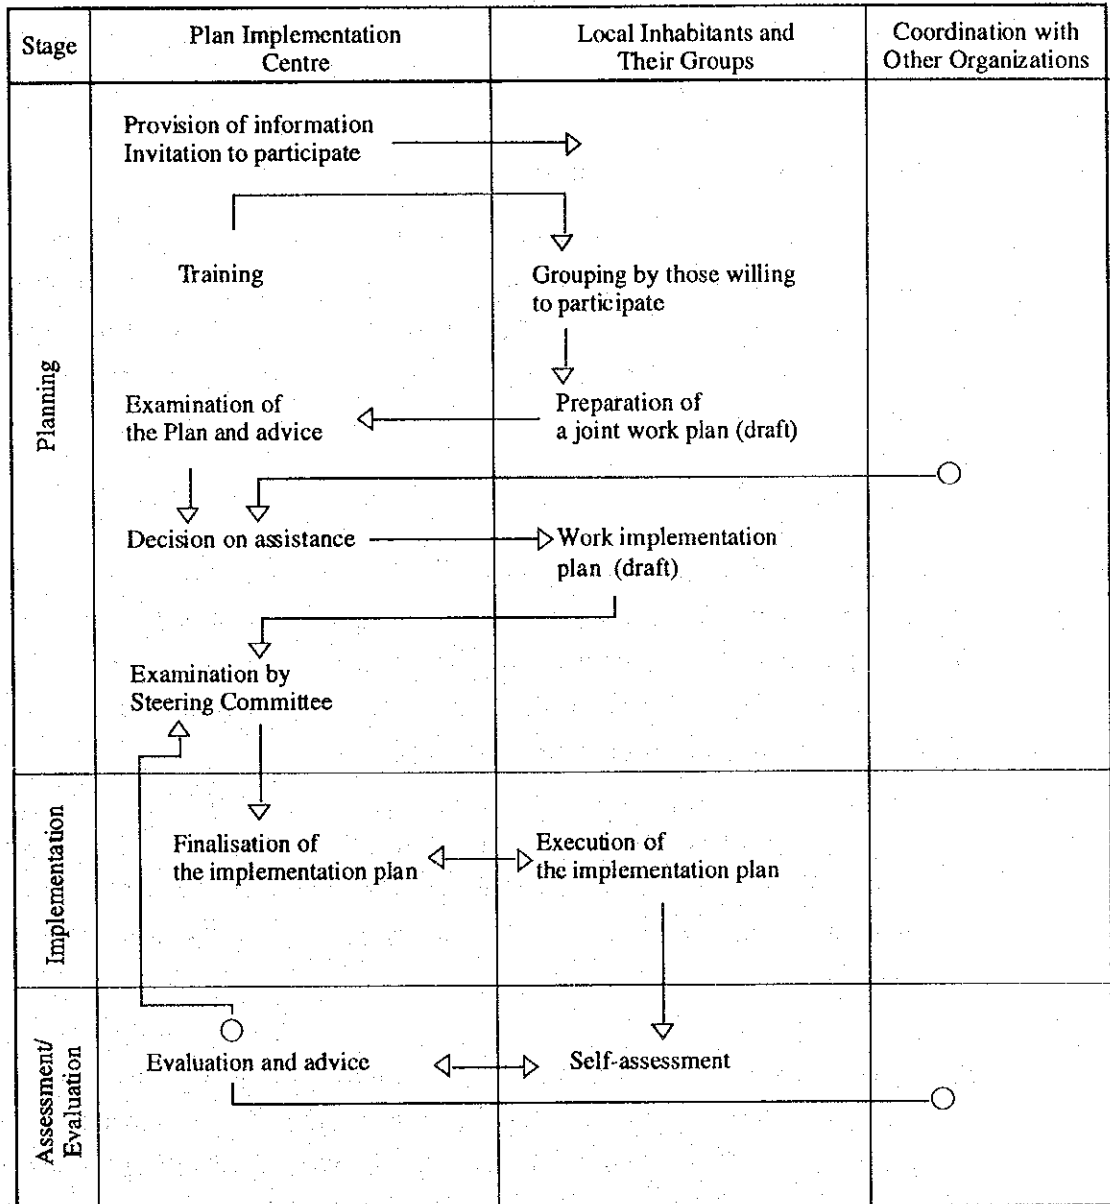 Stage
Plan Implementation
Centre
Local Inhabitants and
Their Groups
Coordination with
Other Organizations
Planning
Provision of information
Invitation to participate
Training
Grouping by those willing
to participate
Examination of
the Plan and advice
Preparation of
a joint work plan (draft)
Decision on assistance
Work implementation
plan (draft)
Examination by
Steering Committee
Implementation
Finalisation of
the implementation plan
Execution of
the implementation plan
Assessment/
Evaluation
Evaluation and advice
Self-assessment